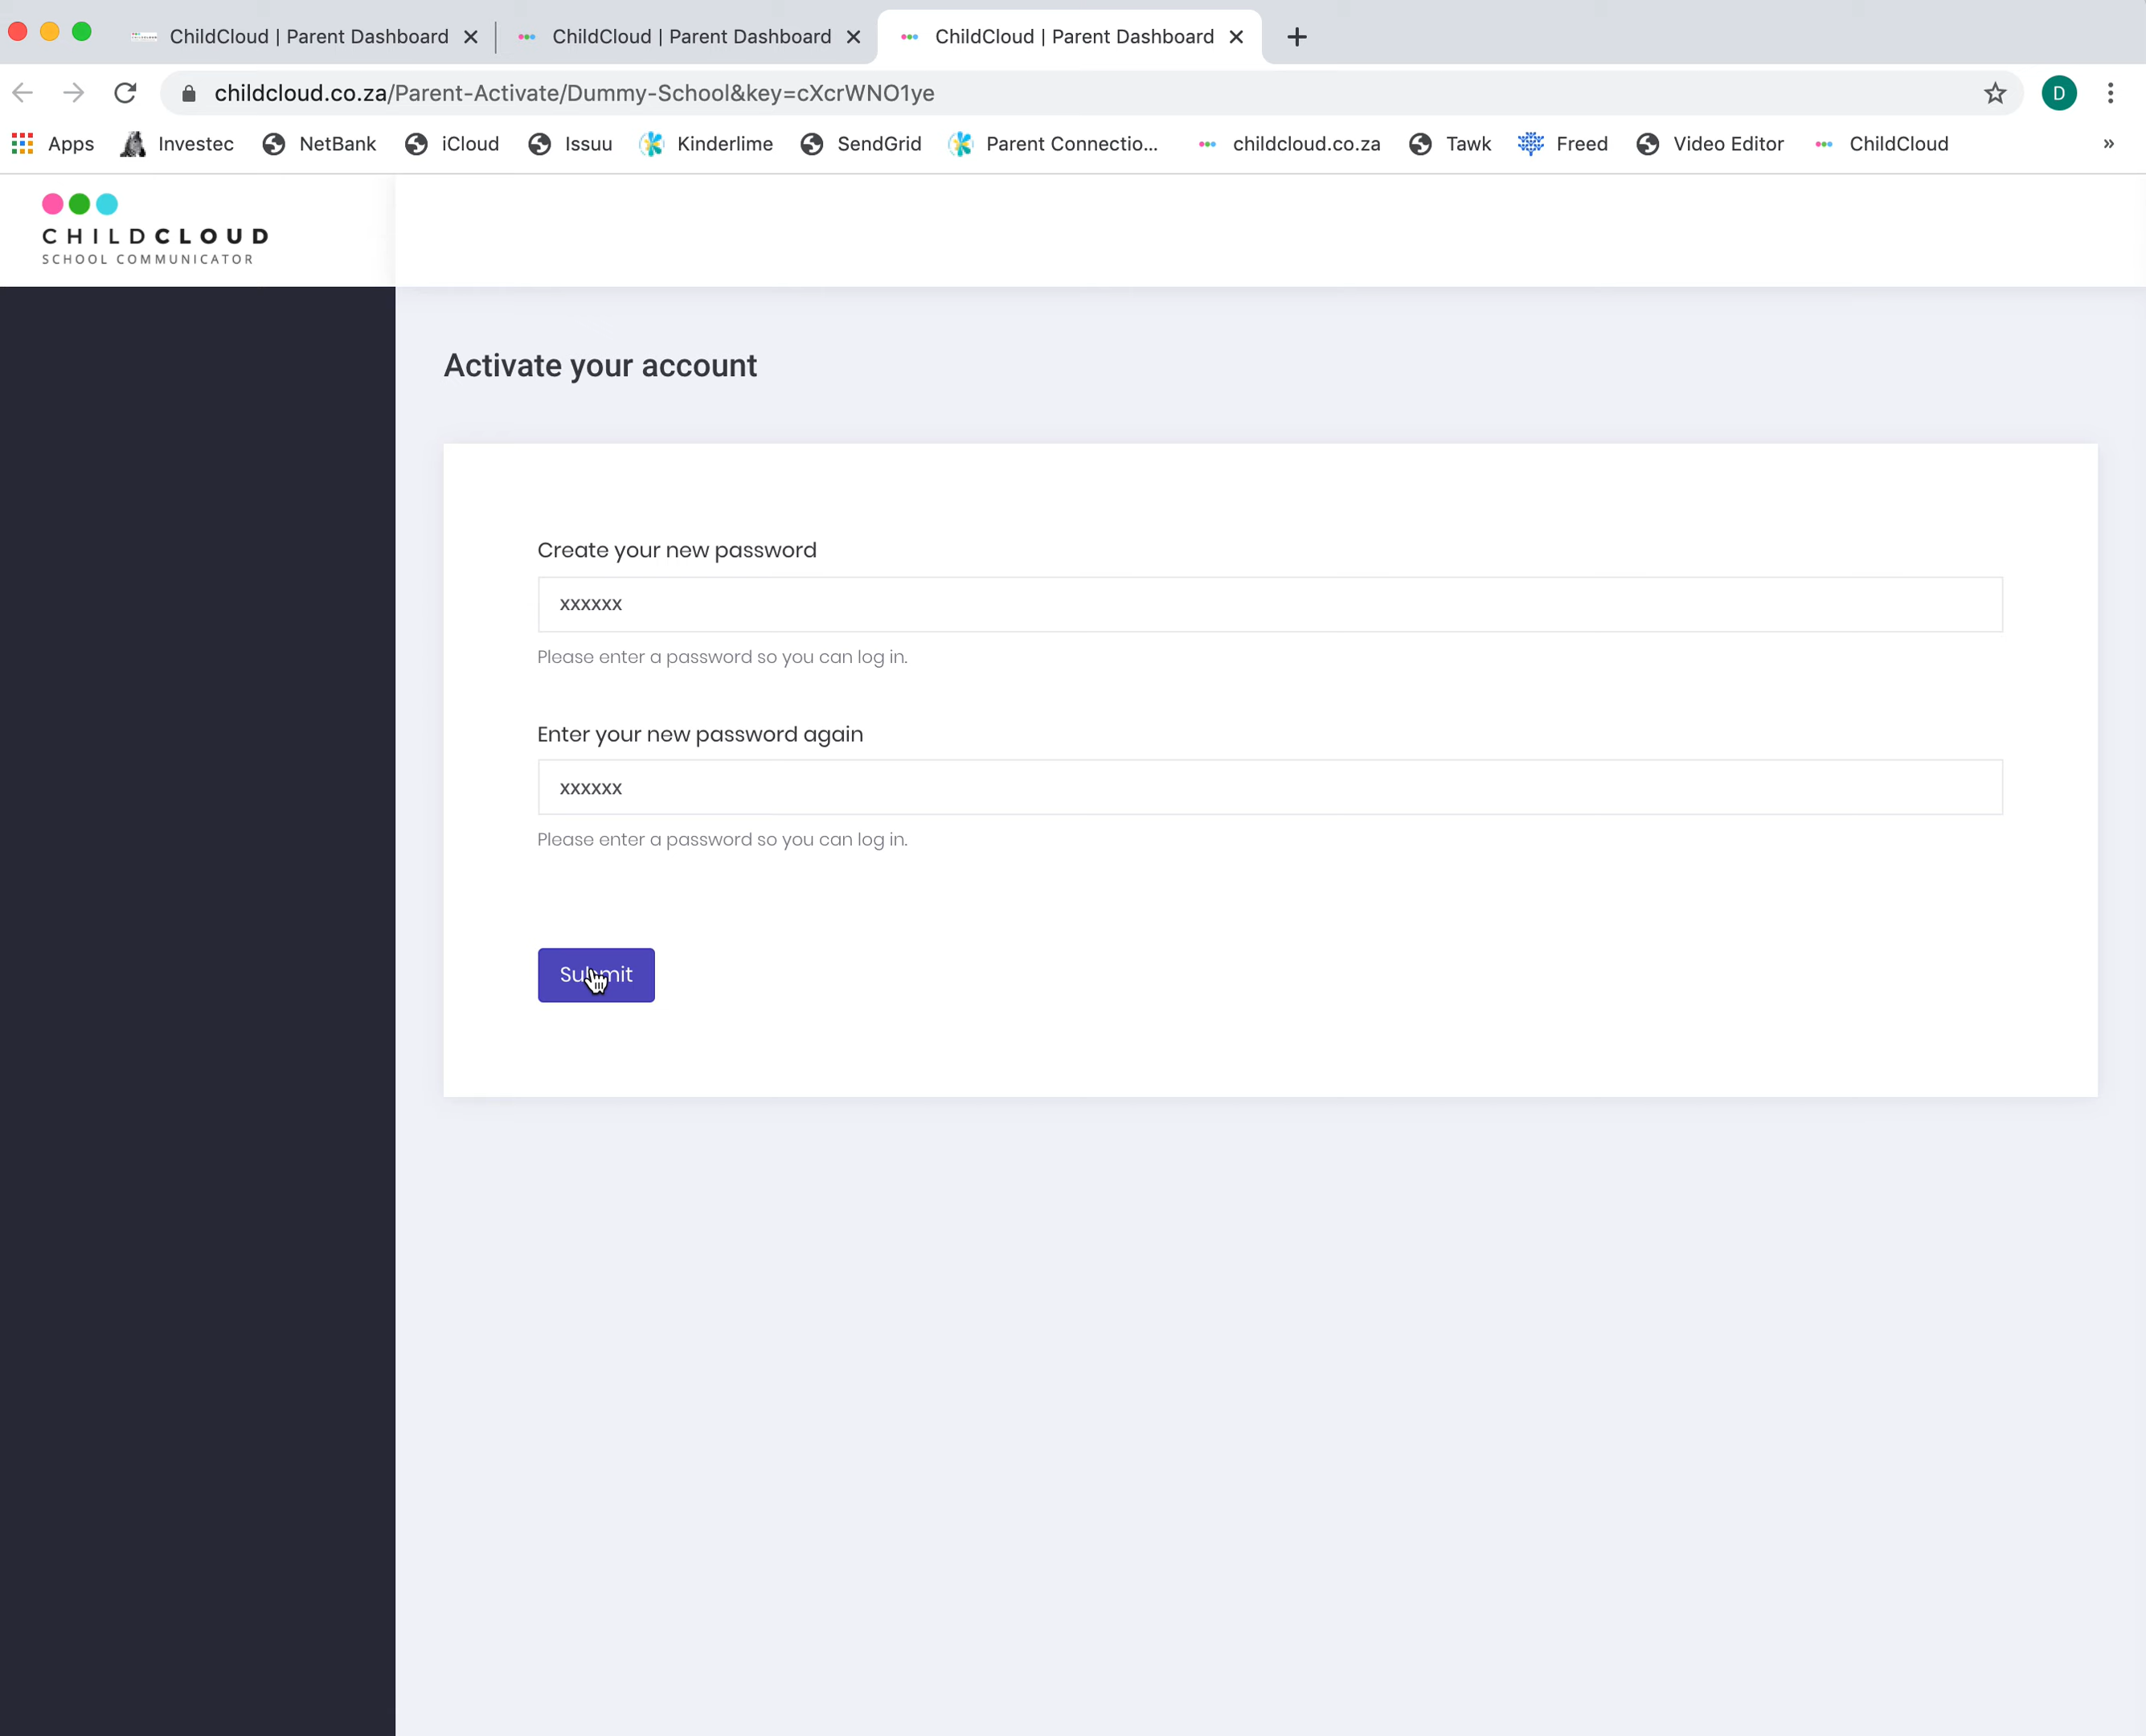 ChildCloud | Parent Dashboard ChildCloud | Parent Dashboard ChildCloud | Parent Dashboard
childcloud.co.za/Parent-Activate/Dummy-School&key=cXcrWNO1ye D
Apps Investec NetBank iCloud Issuu Kinderlime SendGrid Parent Connectio... childcloud.co.za Tawk Freed Video Editor ChildCloud »
CHILDCLOUD
SCHOOL COMMUNICATOR
Activate your account
Create your new password
xxxxxx
Please enter a password so you can log in.
Enter your new password again
xxxxxx
Please enter a password so you can log in.
Submit